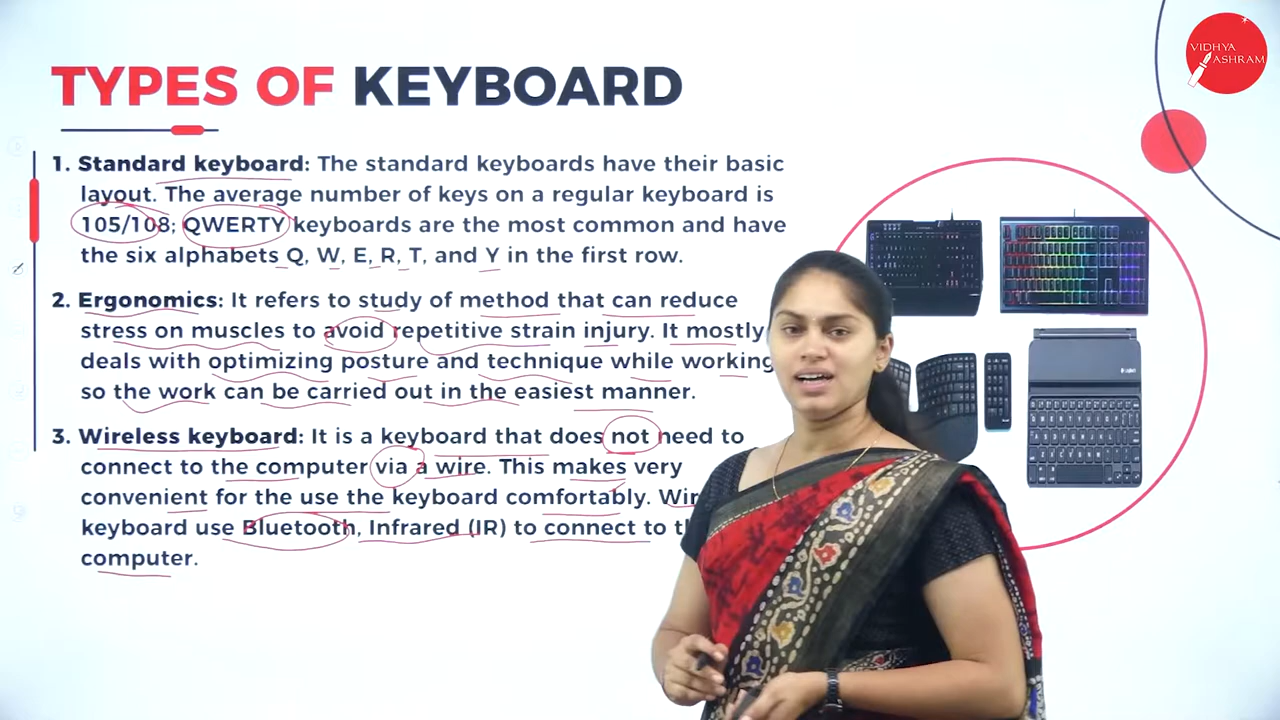 TYPES OF KEYBOARD
VIDHYA
ASHRAM
1. Standard keyboard: The standard keyboards have their basic
layout. The average number of keys on a regular keyboard is
105/108; QWERTY keyboards are the most common and have
the six alphabets Q, W, E, R, T, and Y in the first row.
2. Ergonomics: It refers to study of method that can reduce
stress on muscles to avoid repetitive strain injury. It mostly
deals with optimizing posture and technique while working
so the work can be carried out in the easiest manner.
3. Wireless keyboard: It is a keyboard that does not need to
connect to the computer via a wire. This makes very
convenient for the use the keyboard comfortably.
keyboard use Bluetooth, Infrared (IR) to connect to
computer.